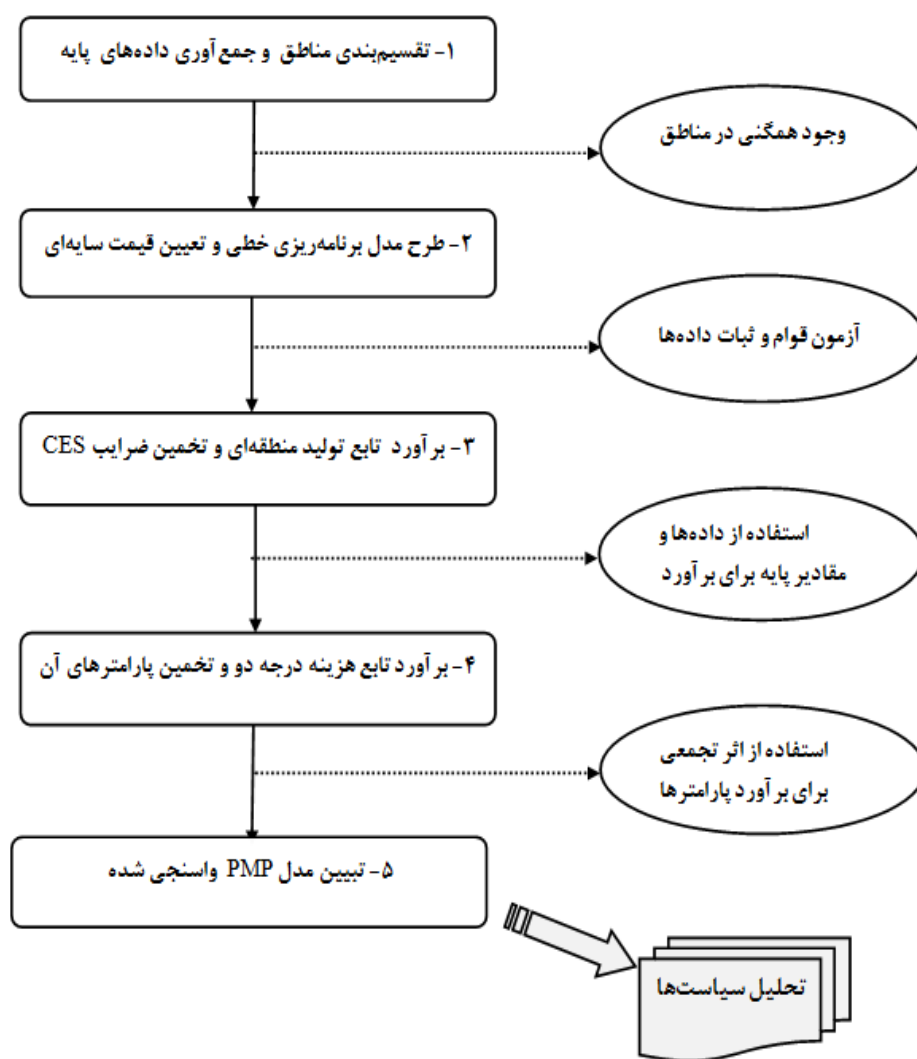 ۱- تقسیم‌بندی مناطق و جمع آوری داده‌های پایه
وجود همگنی در مناطق
۲- طرح مدل برنامه‌ریزی خطی و تعیین قیمت سایه‌ای
آزمون قوام و ثبات داده‌ها
۳- برآورد تابع تولید منطقه‌ای و تخمین ضرایب CES
استفاده از داده‌ها و
مقادیر پایه برای برآورد
۴- برآورد تابع هزینه درجه دو و تخمین پارامترهای آن
استفاده از اثر تجمعی
برای برآورد پارامترها
۵- تبیین مدل PMP واسنجی شده
تحلیل سیاست‌ها